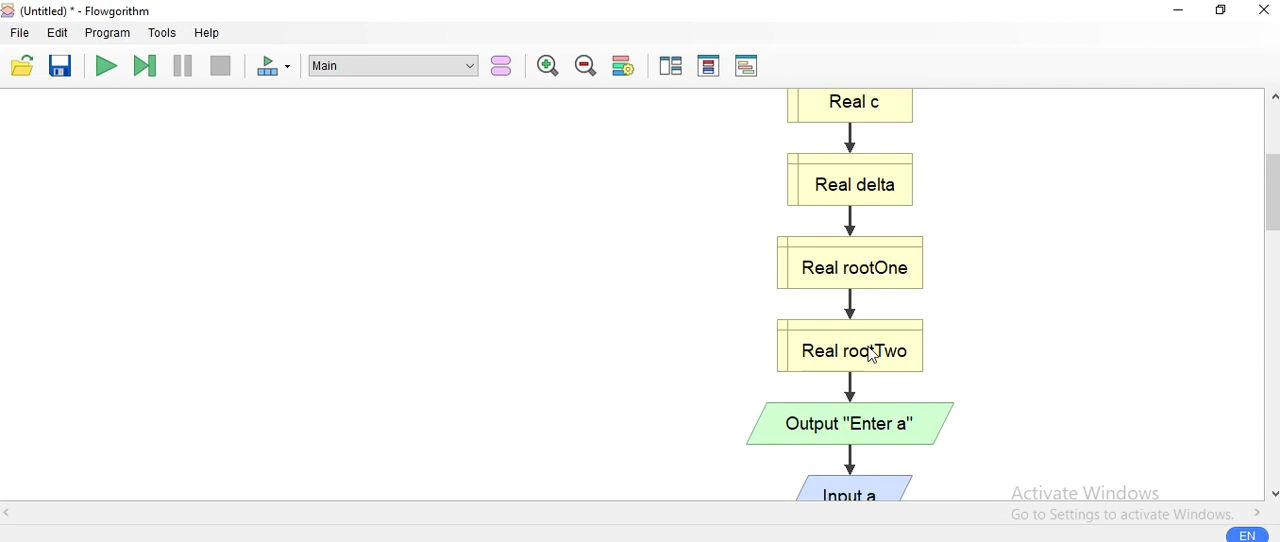 (Untitled) * - Flowgorithm
File Edit Program Tools Help
Main
Real c
Real delta
Real rootOne
Real rootTwo
Output "Enter a"
Input a
Activate Windows
Go to Settings to activate Windows.
EN